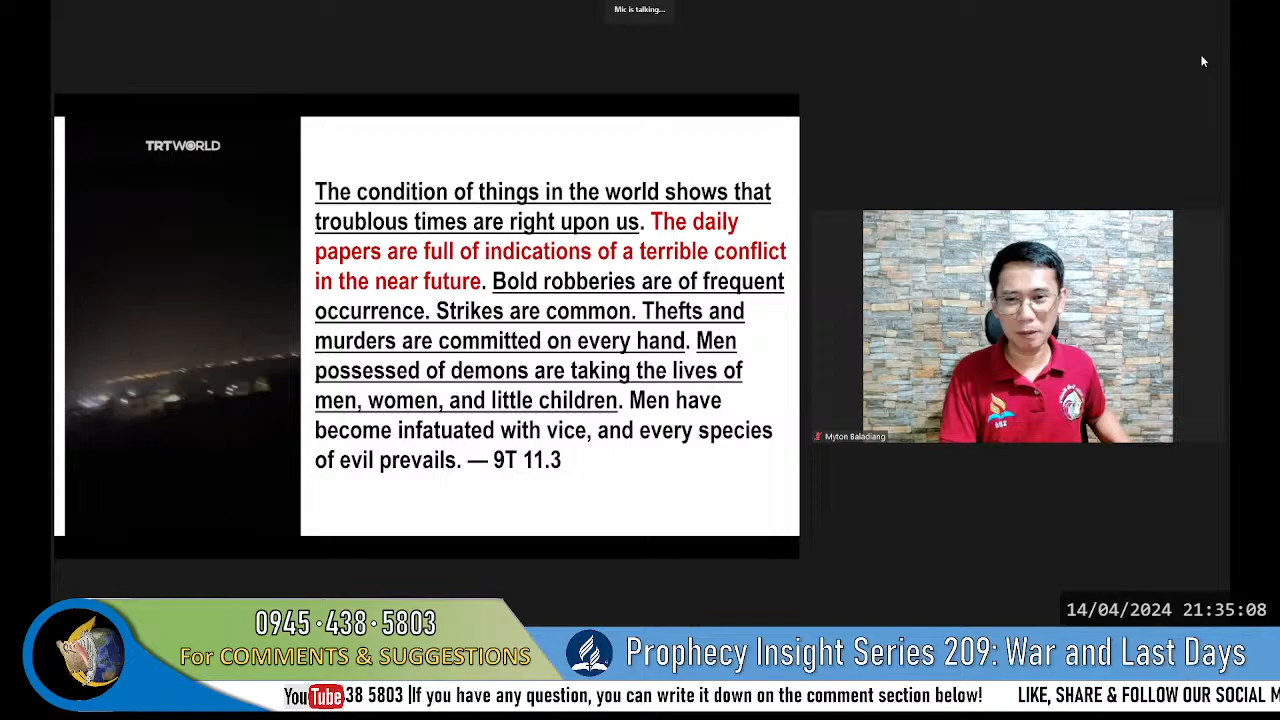 Mic is talking...
TRT WORLD
The condition of things in the world shows that
troublous times are right upon us. The daily
papers are full of indications of a terrible conflict
in the near future. Bold robberies are of frequent
occurrence. Strikes are common. Thefts and
murders are committed on every hand. Men
possessed of demons are taking the lives of
men, women, and little children. Men have
become infatuated with vice, and every species
of evil prevails. — 9T 11.3
Myton Baladiang
14/04/2024 21:35:08
0945·438·5803
For COMMENTS & SUGGESTIONS
Prophecy Insight Series 209: War and Last Days
YouTube 38 5803 |If you have any question, you can write it down on the comment section below! LIKE, SHARE & FOLLOW OUR SOCIAL M